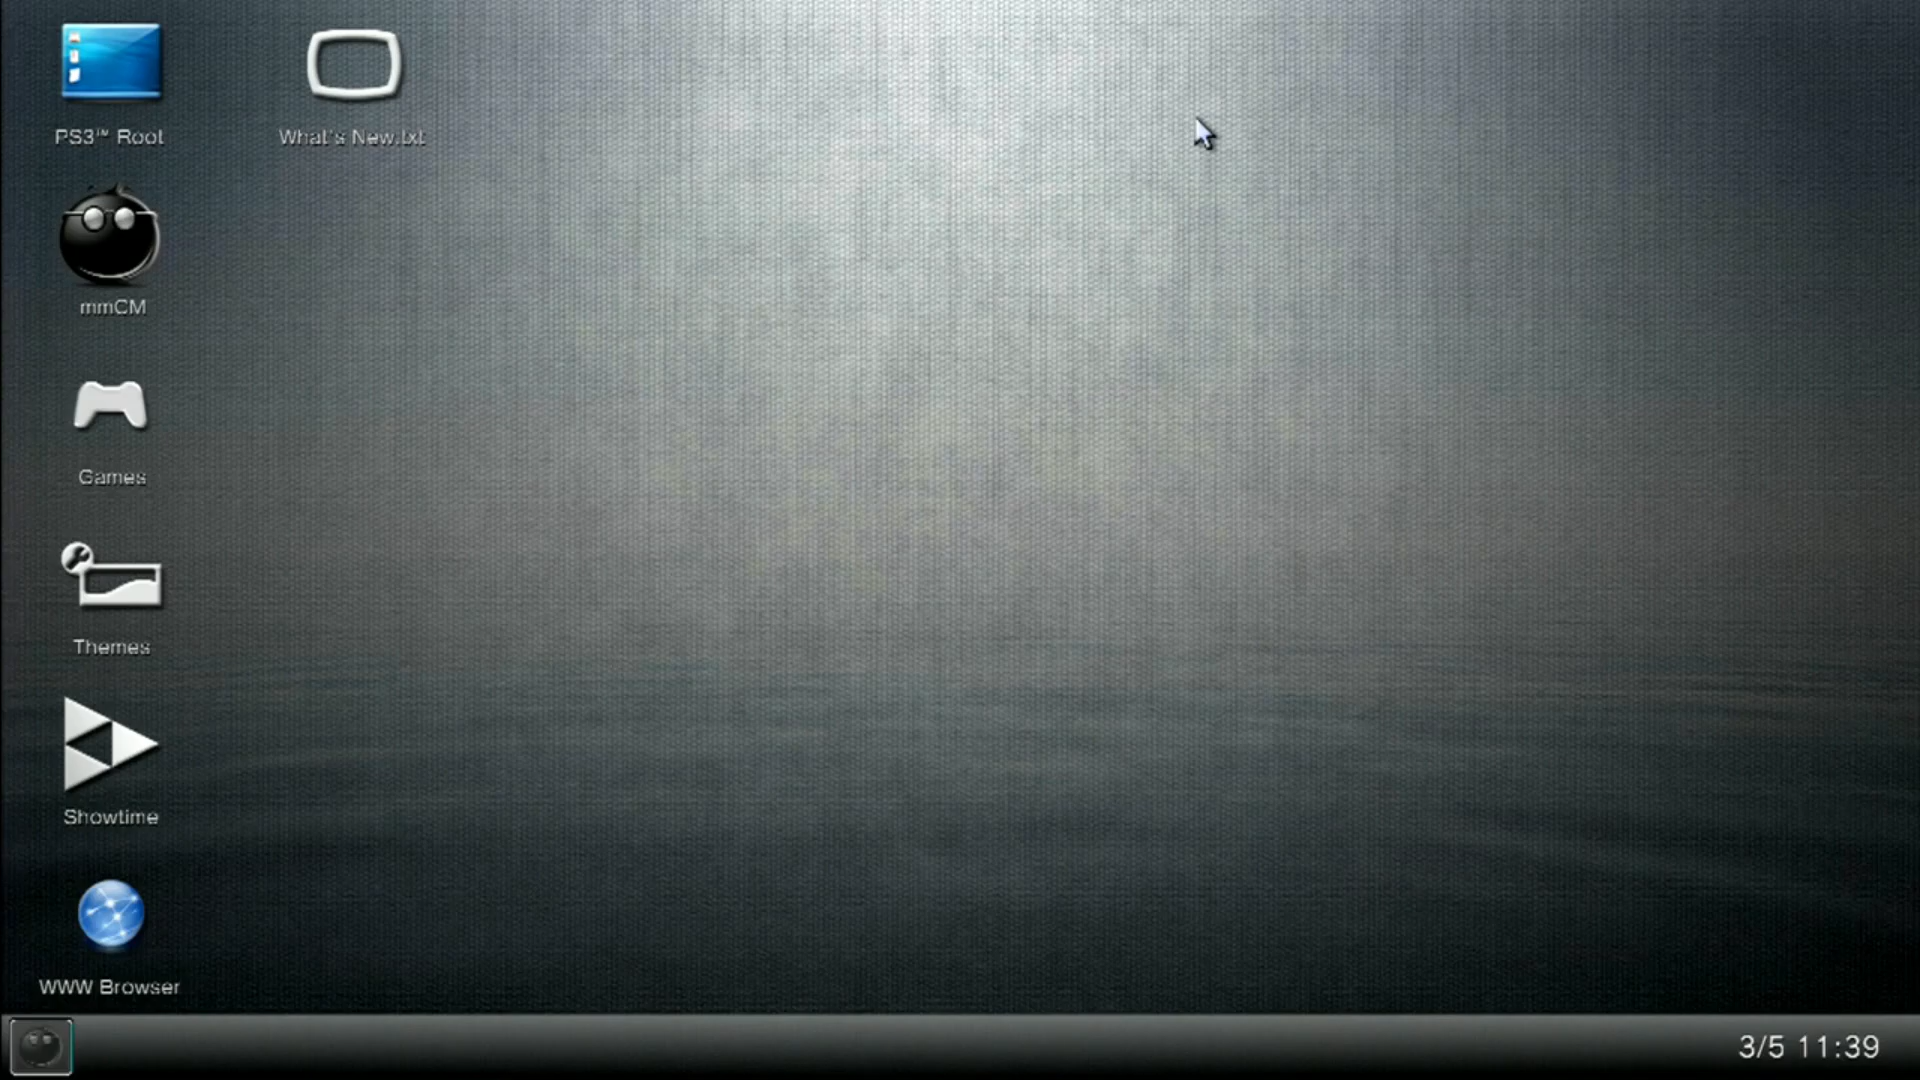 PS3™ Root
What's New.txt
mmCM
Games
Themes
Showtime
WWW Browser
3/5 11:39